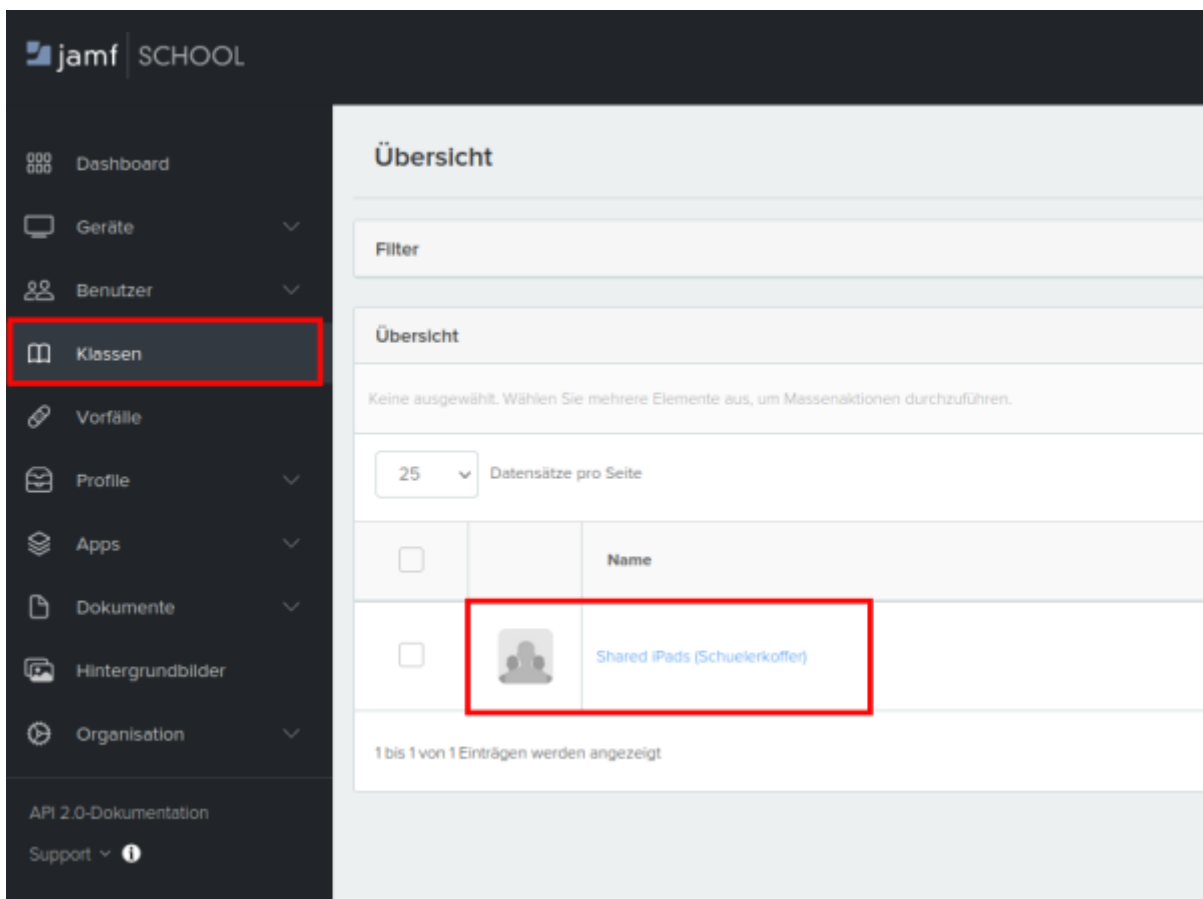 jamf SCHOOL
Dashboard
Geräte
Benutzer
Klassen
Vorfälle
Profile
Apps
Dokumente
Hintergrundbilder
Organisation
API 2.0-Dokumentation
Support
Übersicht
Filter
Übersicht
Keine ausgewählt. Wählen Sie mehrere Elemente aus, um Massenaktionen durchzuführen.
25 Datensätze pro Seite
Name
Shared iPads (Schuelerkoffer)
1 bis 1 von 1 Einträgen werden angezeigt